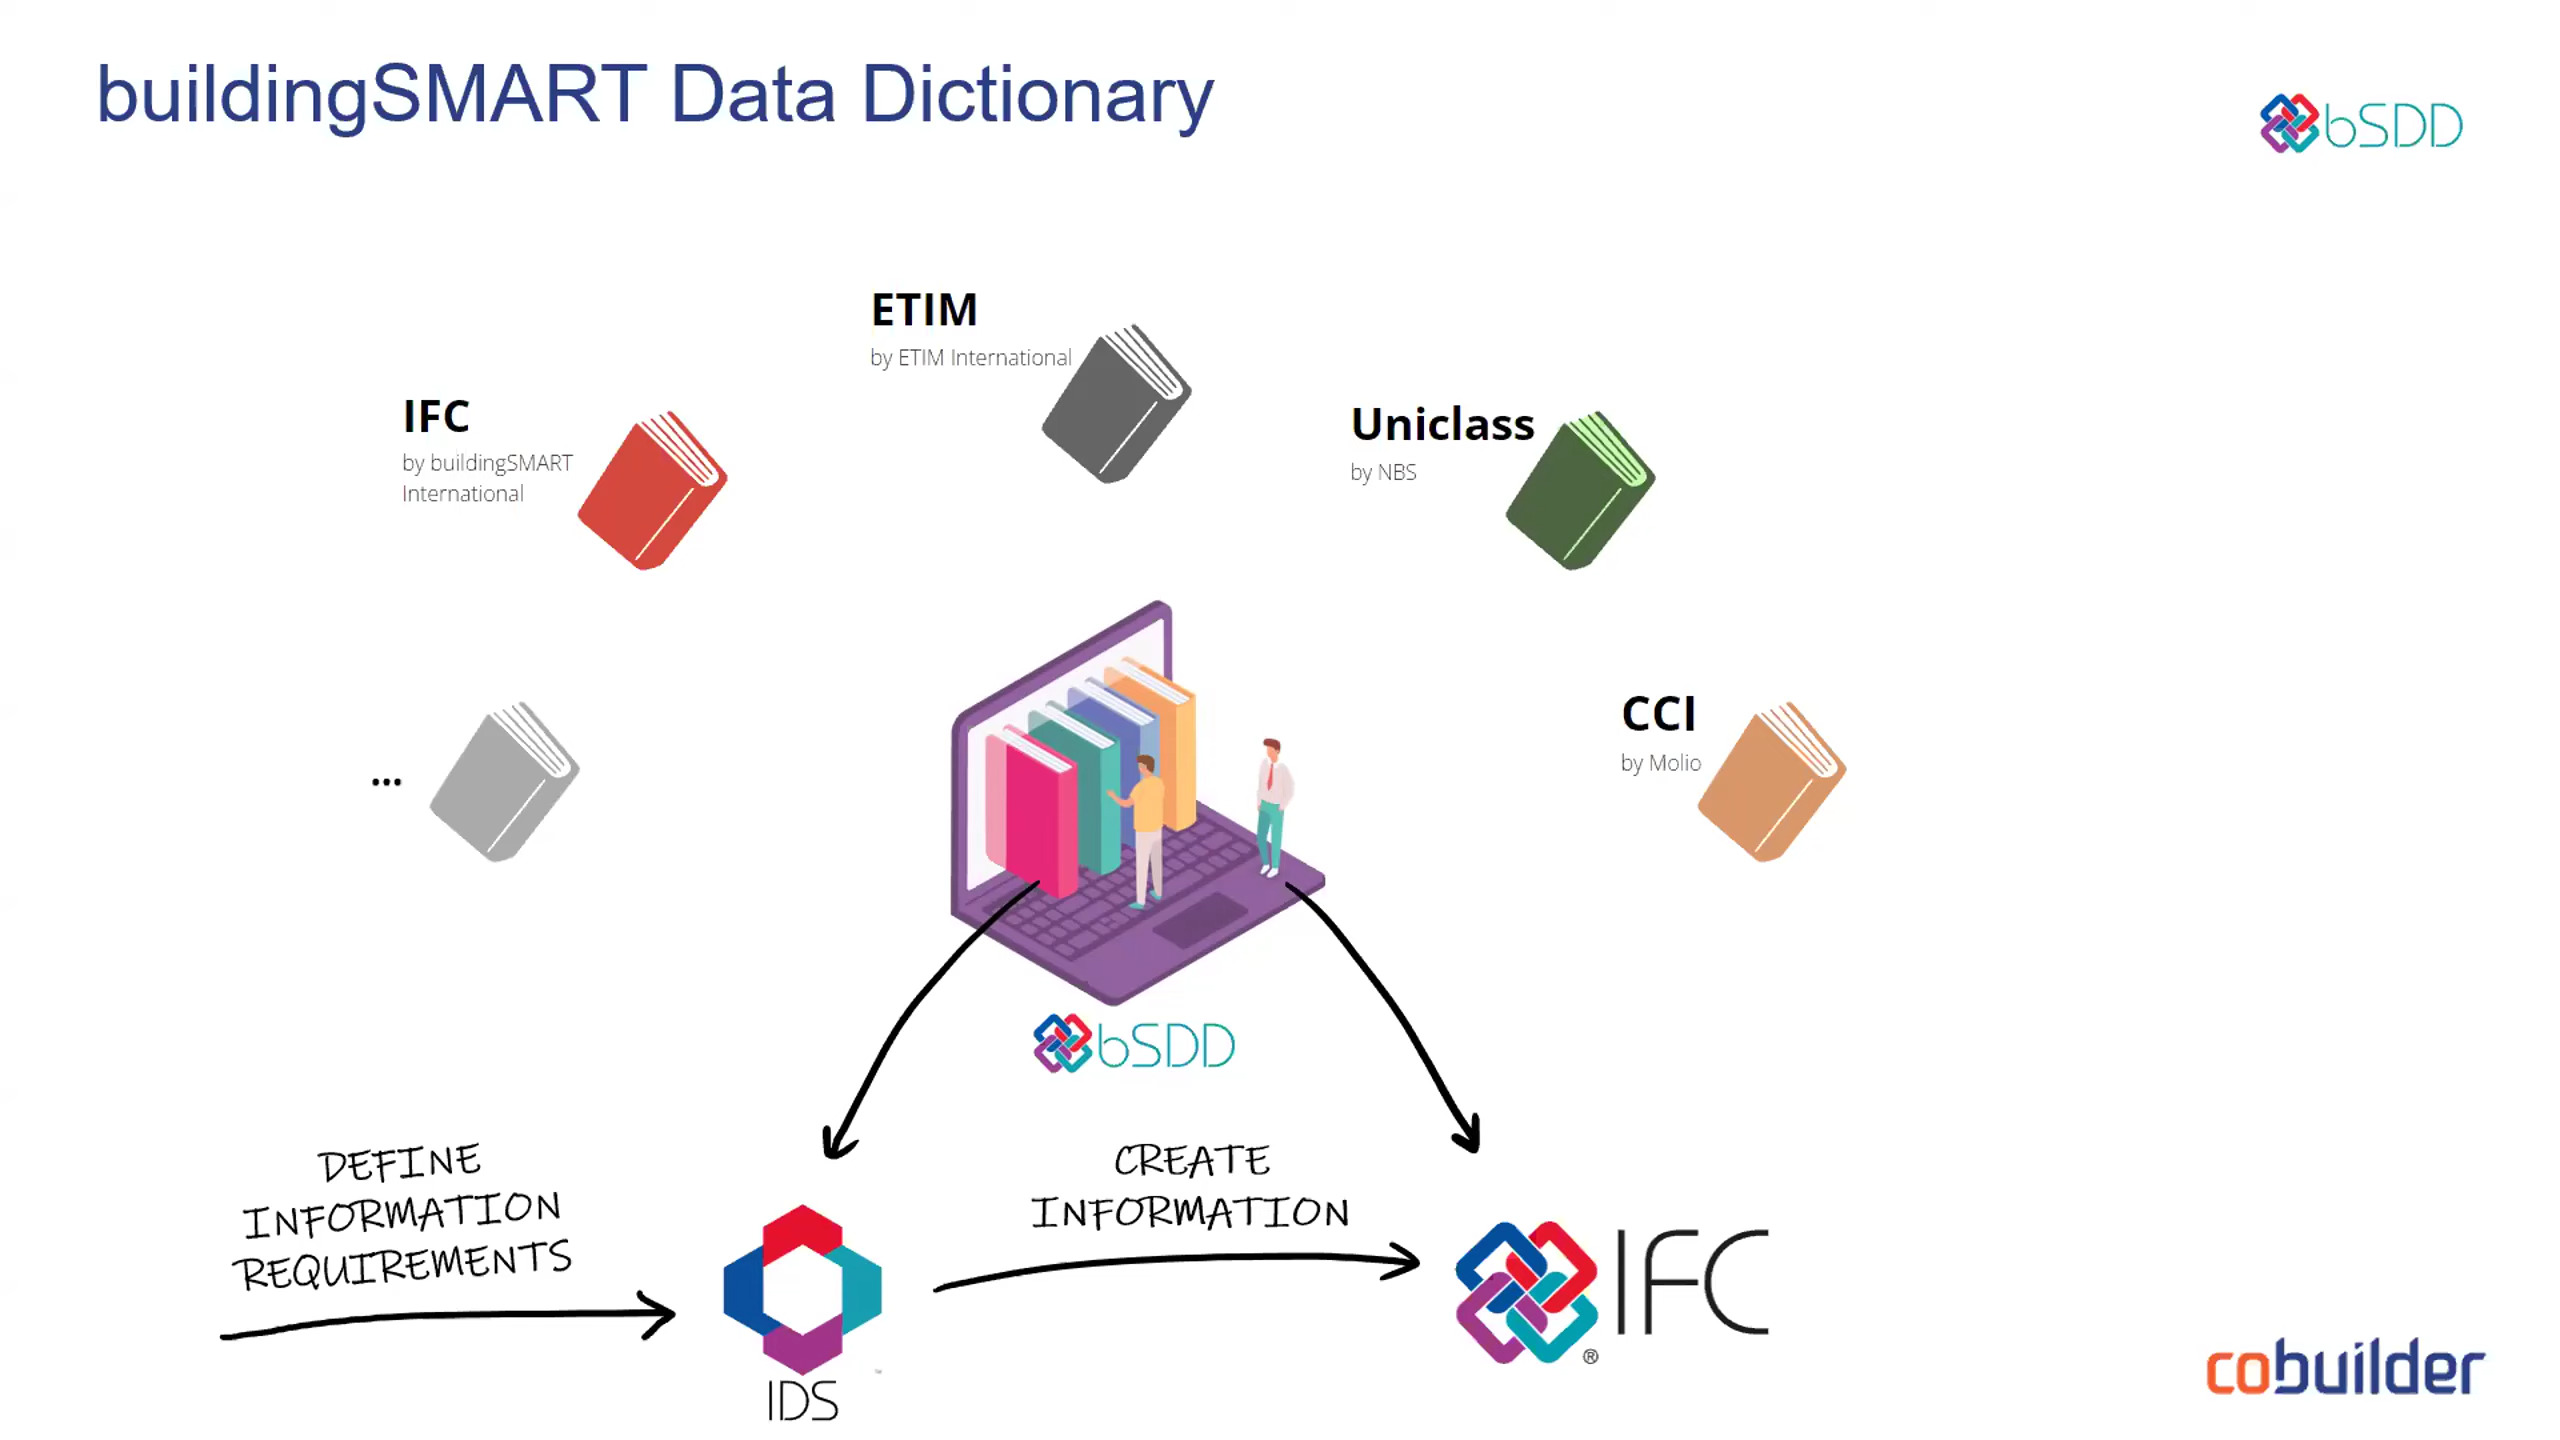 buildingSMART Data Dictionary
bSDD
ETIM
by ETIM International
IFC
by buildingSMART
International
Uniclass
by NBS
...
CCI
by Molio
bSDD
DEFINE
INFORMATION
REQUIREMENTS
CREATE
INFORMATION
IDS
IFC
®
cobuilder